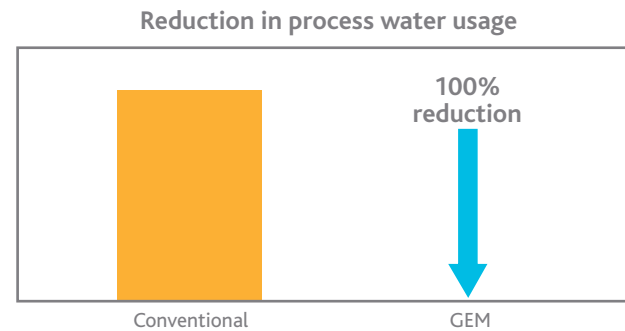 Reduction in process water usage
100%
reduction
Conventional
GEM